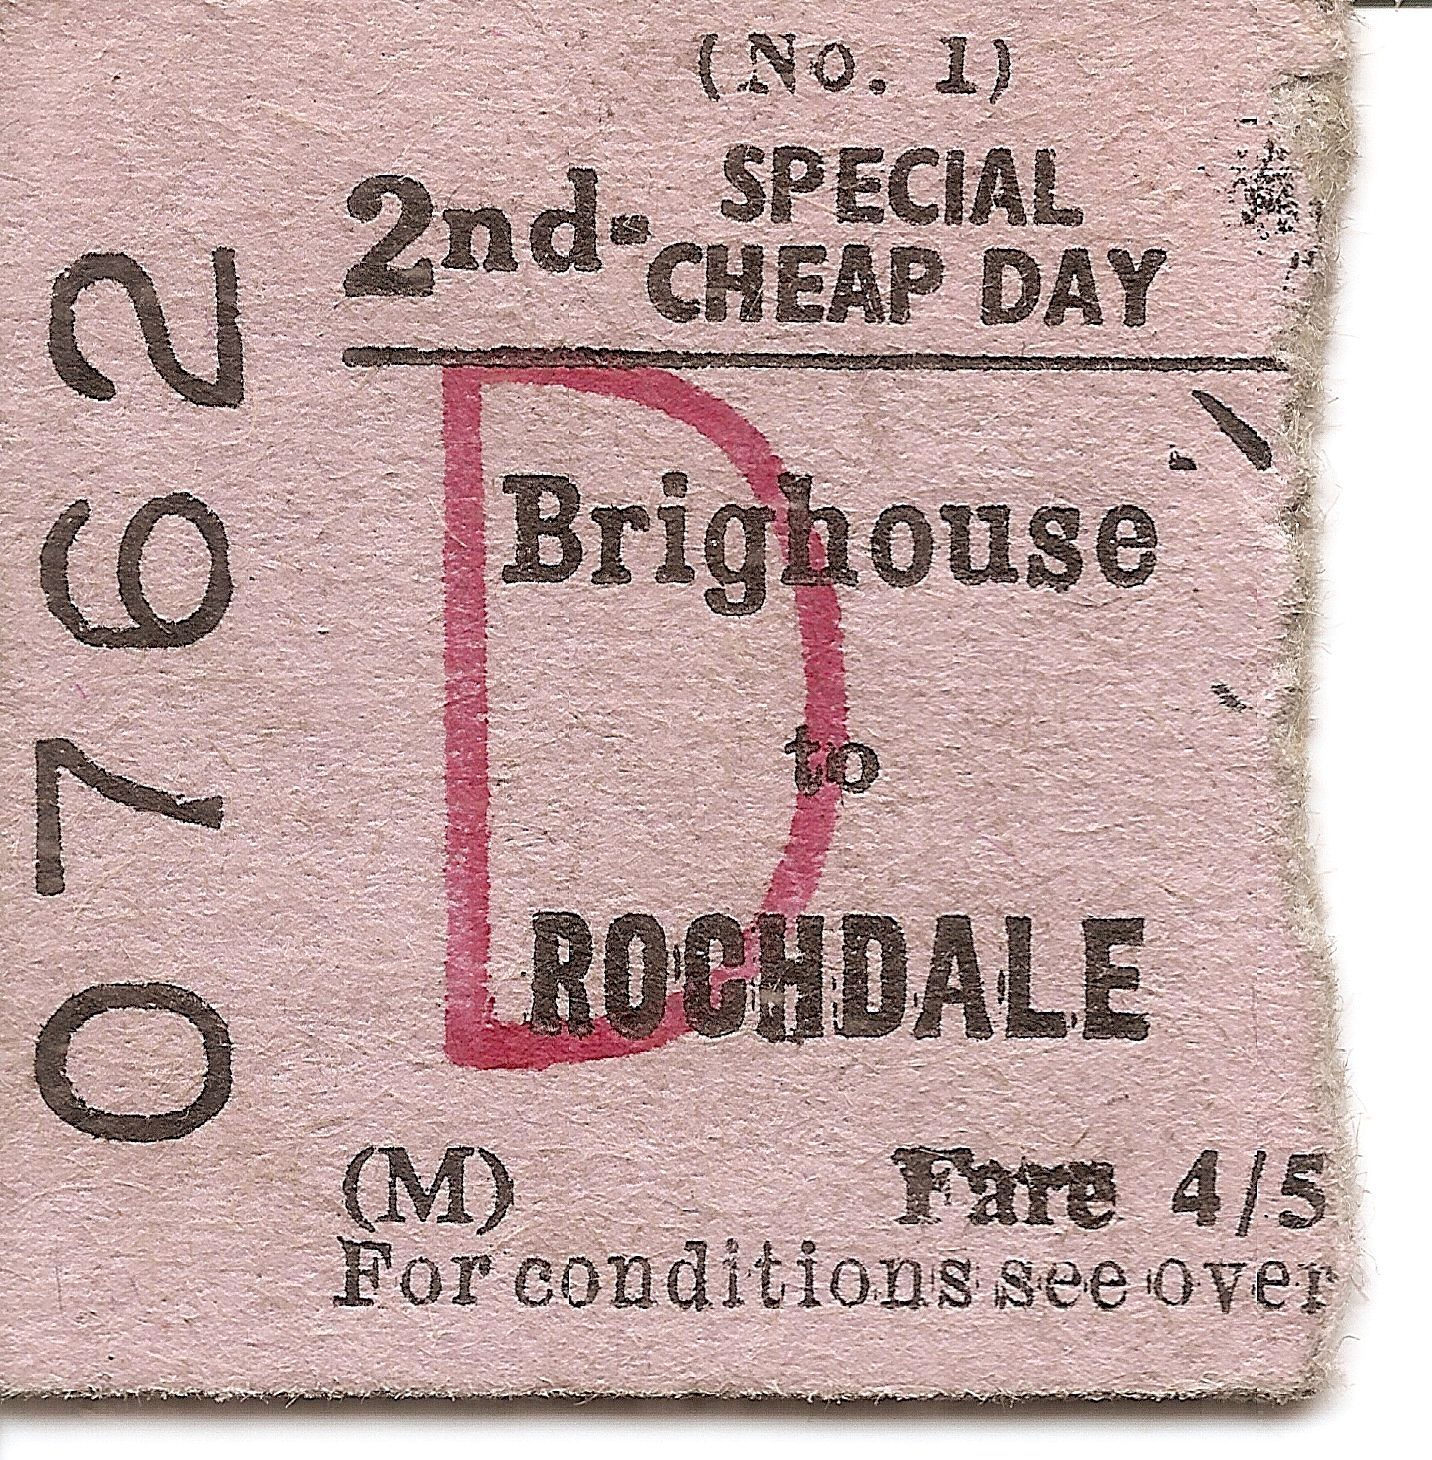 (No. 1)
2nd- SPECIAL
CHEAP DAY
D
Brighouse
to
ROCHDALE
(M) Fare 4/5
For conditions see over
0762